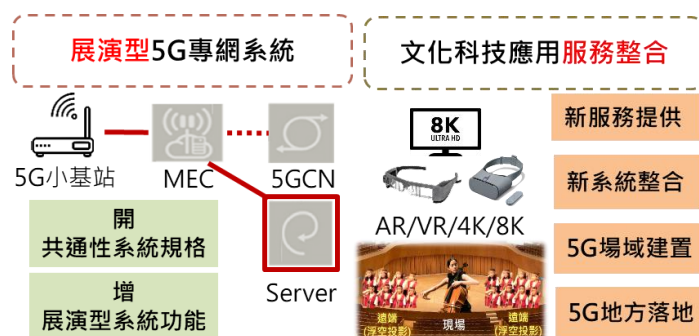 展演型5G專網系統
5G小基站
MEC
5GCN
Server
開
共通性系統規格
增
展演型系統功能
文化科技應用服務整合
8K
ULTRA HD
AR/VR/4K/8K
遠端
(浮空投影)
現場
遠端
(浮空投影)
新服務提供
新系統整合
5G場域建置
5G地方落地